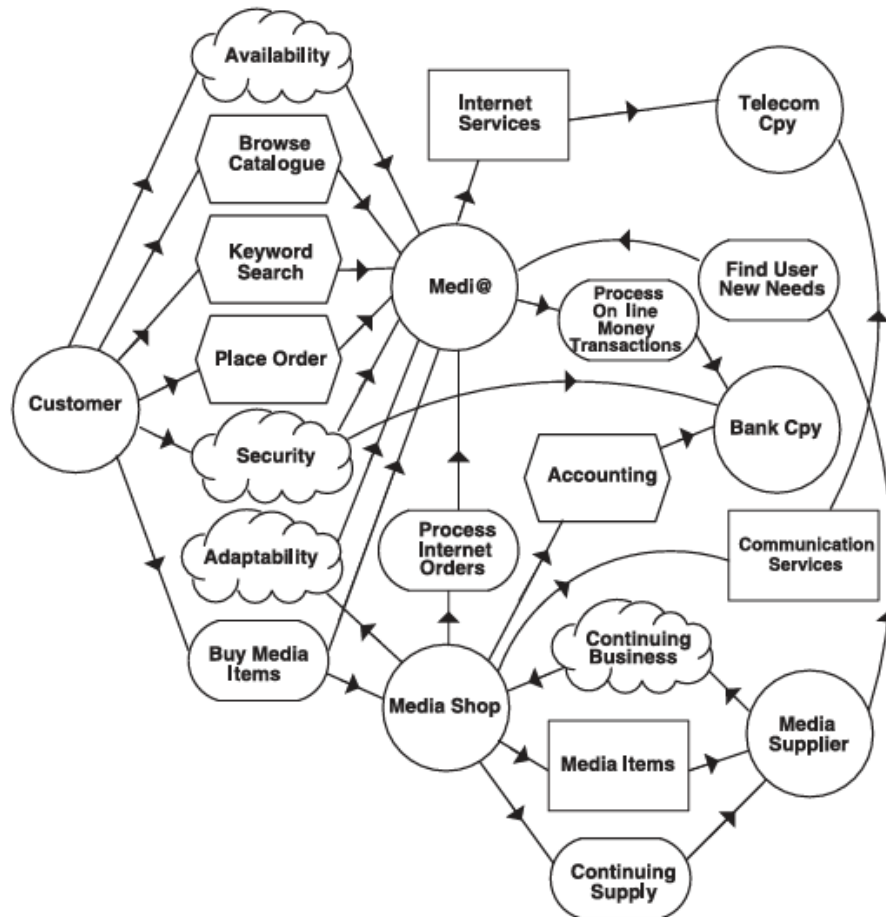 Availability
Internet
Services
Telecom
Cpy
Browse
Catalogue
Keyword
Search
Medi@
Find User
New Needs
Process
On line
Money
Transactions
Place Order
Customer
Bank Cpy
Security
Accounting
Process
Internet
Orders
Adaptability
Communication
Services
Buy Media
Items
Continuing
Business
Media Shop
Media
Supplier
Media Items
Continuing
Supply